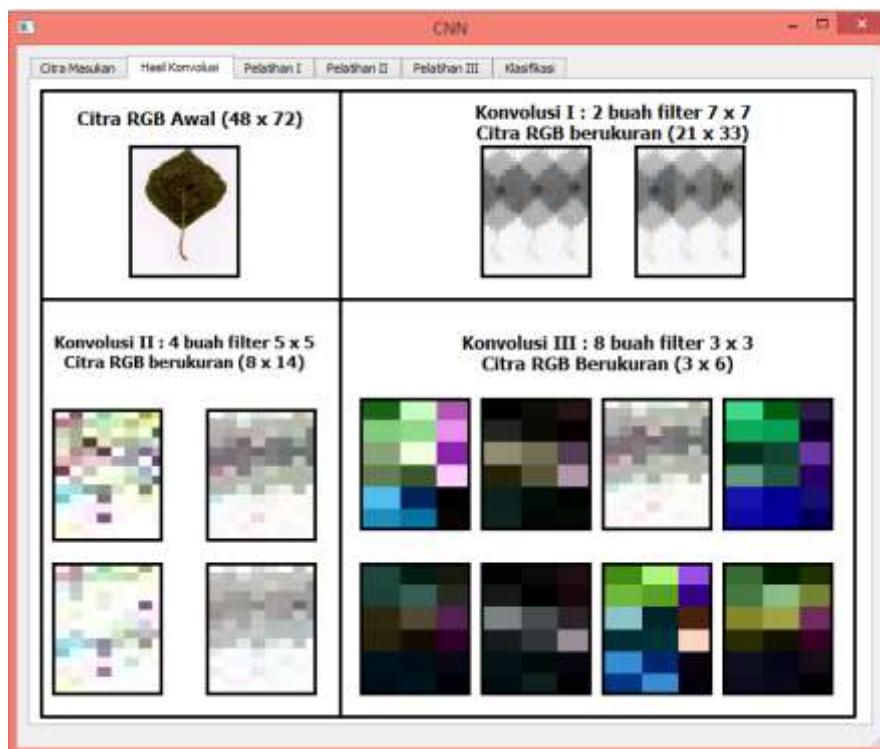 CNN
Citra Masukan Hasil Konvolusi Pelatihan I Pelatihan II Pelatihan III Klasifikasi
Citra RGB Awal (48 x 72)
Konvolusi I : 2 buah filter 7 x 7
Citra RGB berukuran (21 x 33)
Konvolusi II : 4 buah filter 5 x 5
Citra RGB berukuran (8 x 14)
Konvolusi III : 8 buah filter 3 x 3
Citra RGB Berukuran (3 x 6)